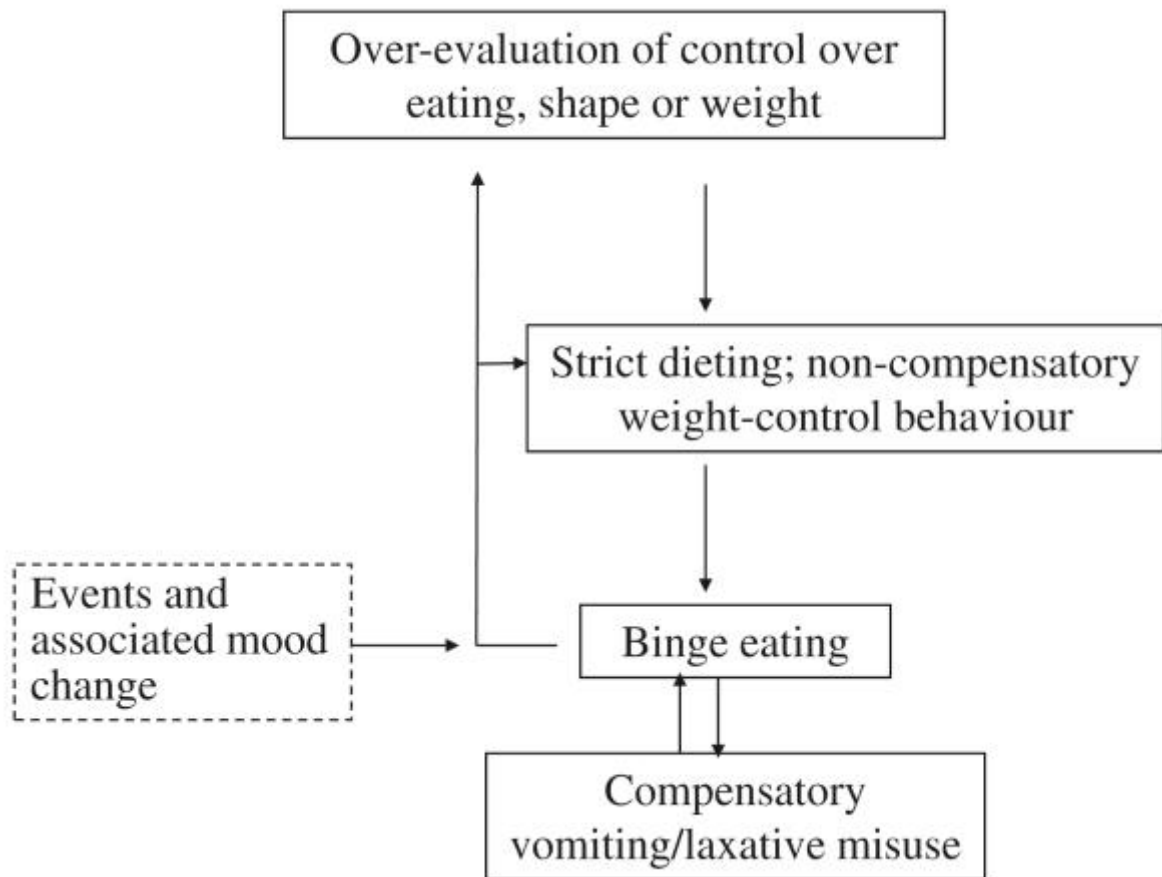 Over-evaluation of control over
eating, shape or weight
Strict dieting; non-compensatory
weight-control behaviour
Events and
associated mood
change
Binge eating
Compensatory
vomiting/laxative misuse